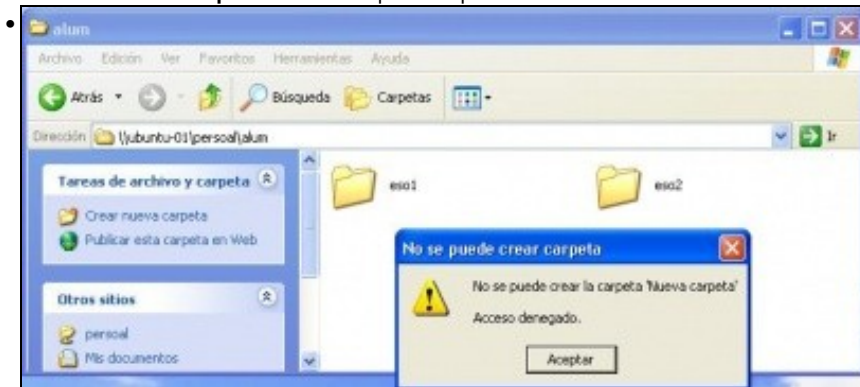 alum
Archivo Edición Ver Favoritos Herramientas Ayuda
Atrás Búsqueda Carpetas
Dirección \\ubuntu-01\persoal\alum Ir
Tareas de archivo y carpeta
Crear nueva carpeta
Publicar esta carpeta en Web
Otros sitios
persoal
Mis documentos
eso1 eso2
No se puede crear carpeta
No se puede crear la carpeta 'Nueva carpeta'
Acceso denegado.
Aceptar